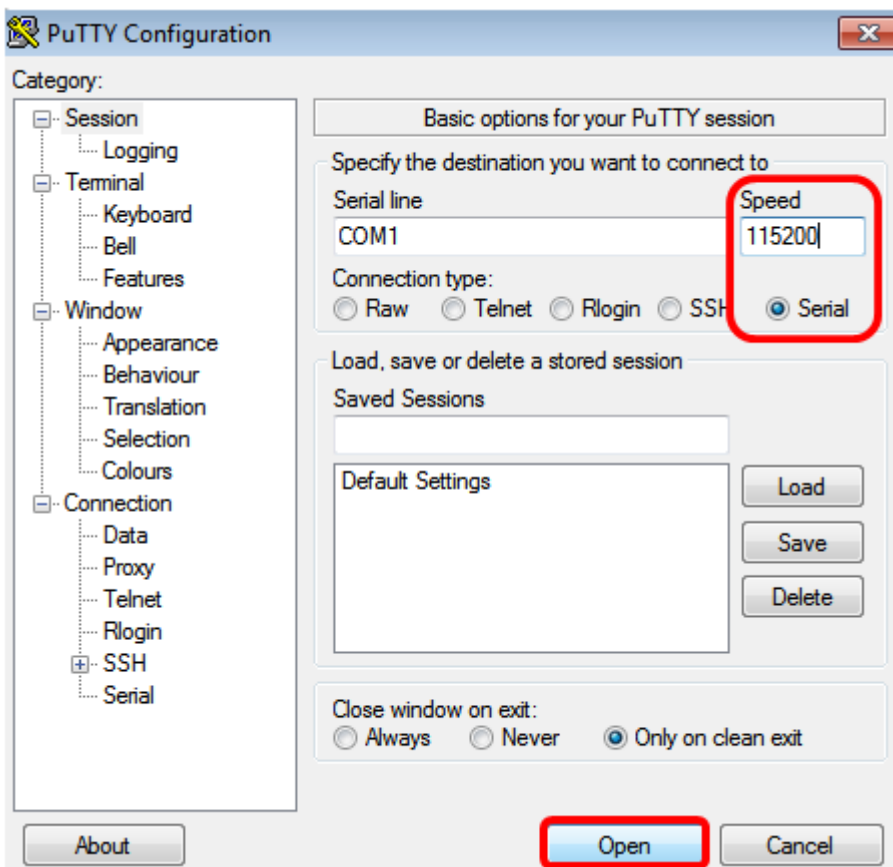 PuTTY Configuration
Category:
Session
Logging
Terminal
Keyboard
Bell
Features
Window
Appearance
Behaviour
Translation
Selection
Colours
Connection
Data
Proxy
Telnet
Rlogin
SSH
Serial
Basic options for your PuTTY session
Specify the destination you want to connect to
Serial line Speed
COM1 115200
Connection type:
Raw Telnet Rlogin SSH Serial
Load, save or delete a stored session
Saved Sessions
Default Settings
Load
Save
Delete
Close window on exit:
Always Never Only on clean exit
About Open Cancel